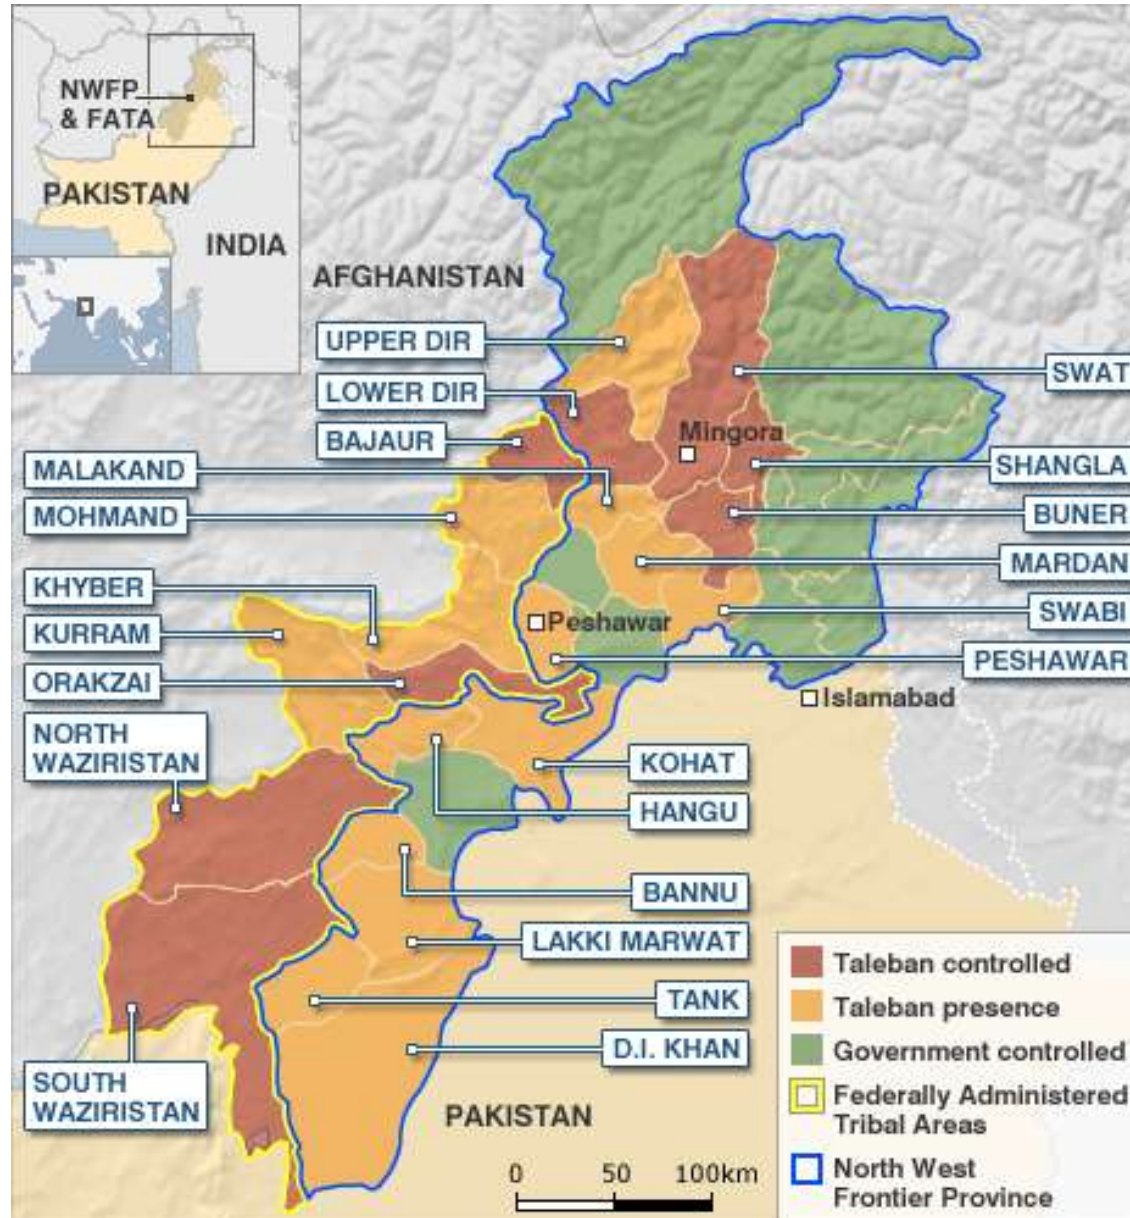 NWFP
& FATA
PAKISTAN
INDIA
AFGHANISTAN
UPPER DIR
LOWER DIR
BAJAUR
MALAKAND
MOHMAND
KHYBER
KURRAM
ORAKZAI
NORTH
WAZIRISTAN
SOUTH
WAZIRISTAN
SWAT
Mingora
SHANGLA
BUNER
MARDAN
SWABI
Peshawar
PESHAWAR
Islamabad
KOHAT
HANGU
BANNU
LAKKI MARWAT
TANK
D.I. KHAN
PAKISTAN
0 50 100km
Taleban controlled
Taleban presence
Government controlled
Federally Administered
Tribal Areas
North West
Frontier Province